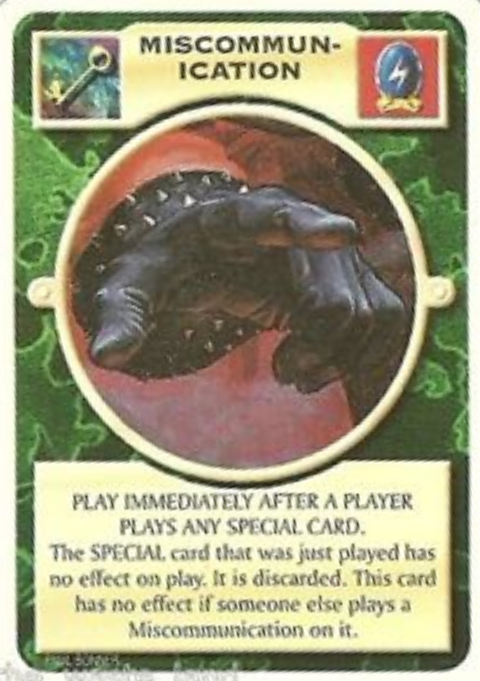 MISCOMMUN-
ICATION
PLAY IMMEDIATELY AFTER A PLAYER
PLAYS ANY SPECIAL CARD.
The SPECIAL card that was just played has
no effect on play. It is discarded. This card
has no effect if someone else plays a
Miscommunication on it.